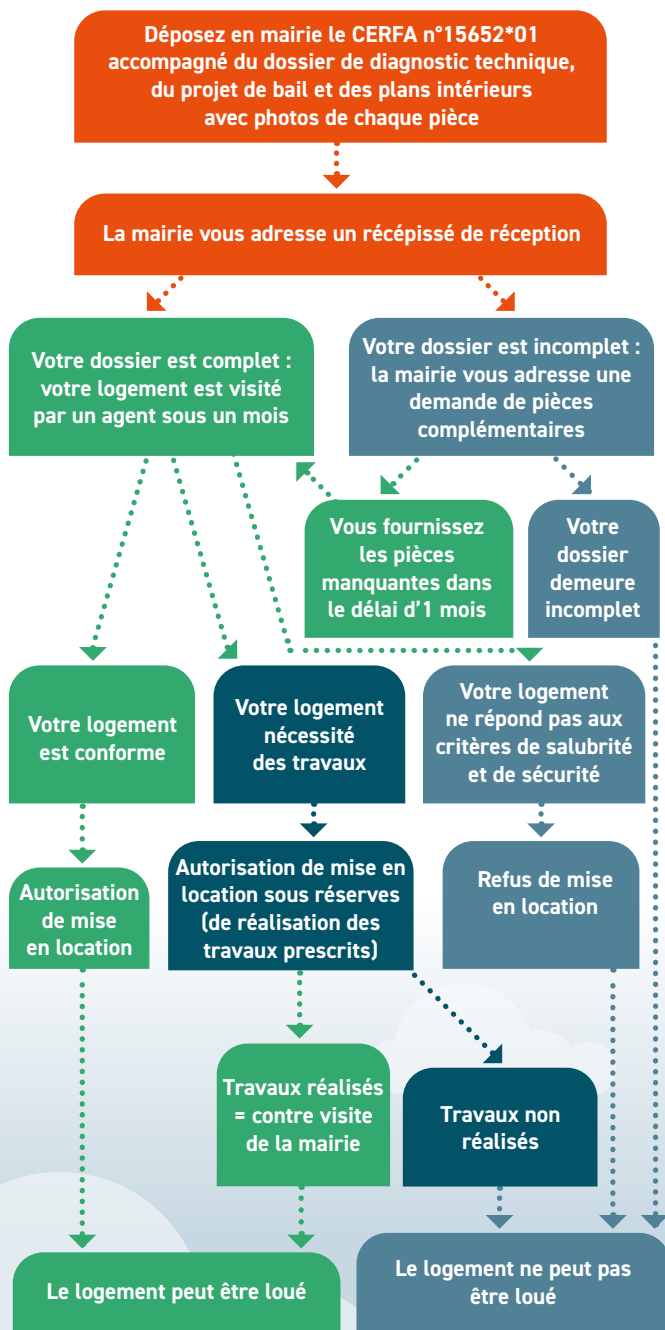 Déposez en mairie le CERFA n°15652*01
accompagné du dossier de diagnostic technique,
du projet de bail et des plans intérieurs
avec photos de chaque pièce
La mairie vous adresse un récépissé de réception
Votre dossier est complet :
votre logement est visité
par un agent sous un mois
Votre dossier est incomplet :
la mairie vous adresse une
demande de pièces
complémentaires
Vous fournissez
les pièces
manquantes dans
le délai d'1 mois
Votre
dossier
demeure
incomplet
Votre logement
est conforme
Votre logement
nécessité
des travaux
Votre logement
ne répond pas aux
critères de salubrité
et de sécurité
Autorisation
de mise
en location
Autorisation de mise en
location sous réserves
(de réalisation des
travaux prescrits)
Refus de mise
en location
Travaux réalisés
= contre visite
de la mairie
Travaux non
réalisés
Le logement peut être loué
Le logement ne peut pas
être loué